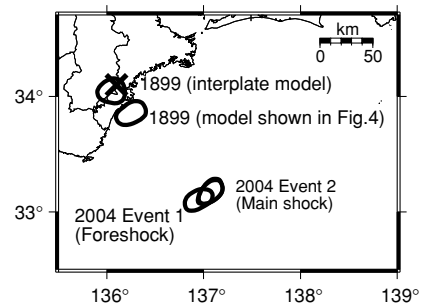 km
0 50
34°
1899 (interplate model)
1899 (model shown in Fig.4)
2004 Event 2
(Main shock)
33°
2004 Event 1
(Foreshock)
136° 137° 138° 139°